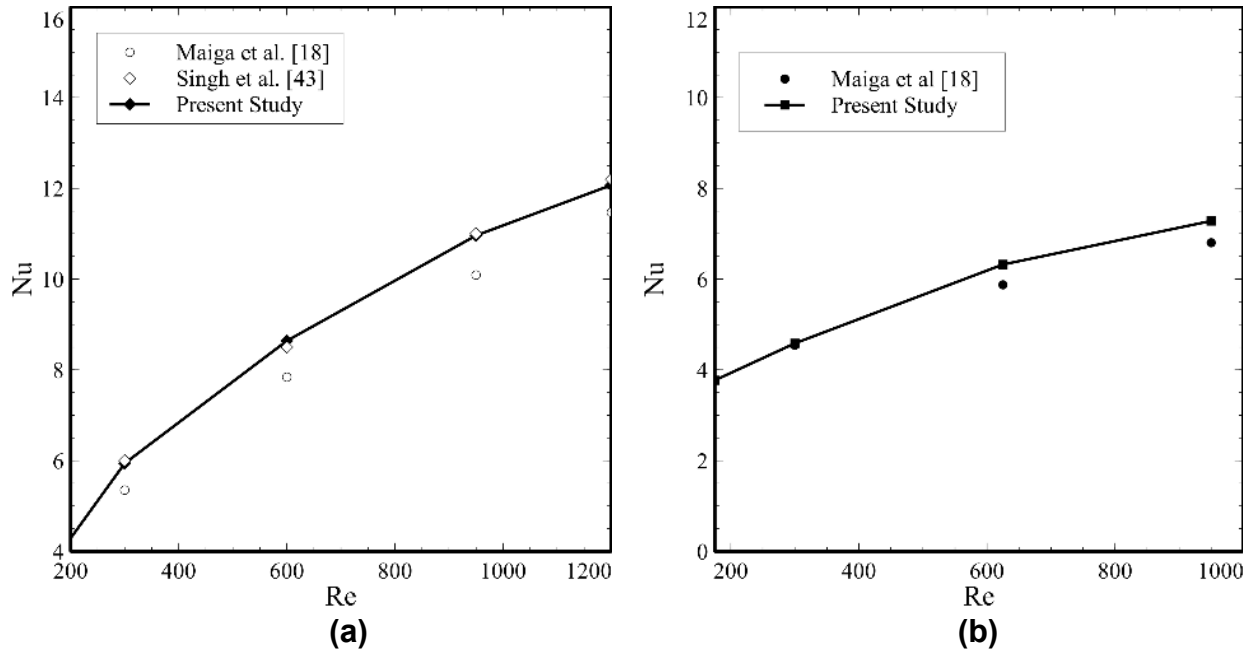 16
14
12
10
8
6
4
Nu
Maiga et al. [18]
Singh et al. [43]
Present Study
200 400 600 800 1000 1200
Re
(a)
12
10
8
6
4
2
0
Nu
Maiga et al [18]
Present Study
200 400 600 800 1000
Re
(b)